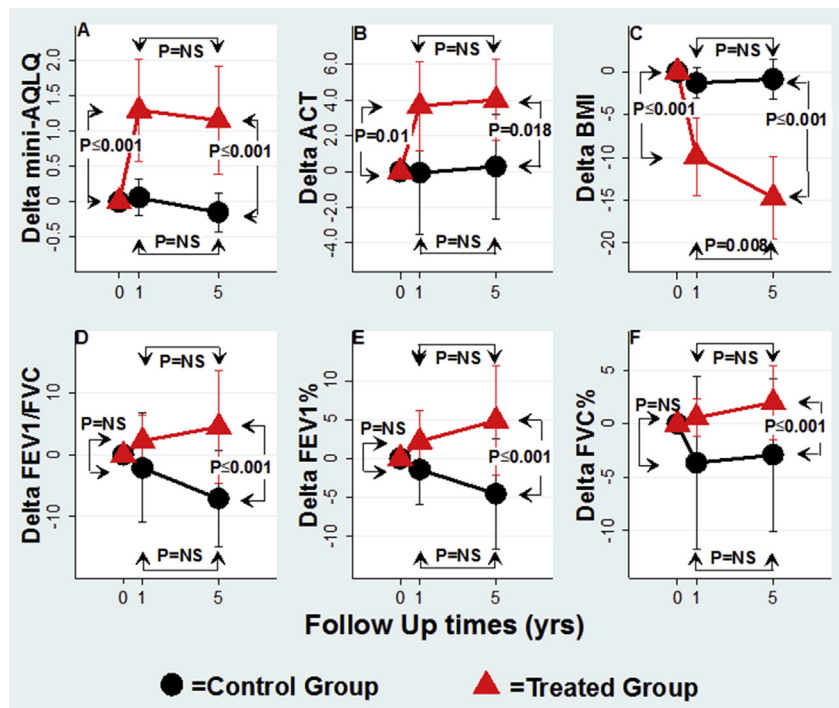 A
P=NS
Delta mini-AQLQ
2.0
1.5
1.0
0.5
0
-0.5
P≤0.001
P≤0.001
P=NS
0 1 5
B
P=NS
Delta ACT
6.0
4.0
2.0
0
-2.0
-4.0
P=0.01
P=0.018
P=NS
0 1 5
C
P=NS
Delta BMI
0
-5
-10
-15
-20
P≤0.001
P≤0.001
P=0.008
0 1 5
D
P=NS
Delta FEV1/FVC
10
0
-10
P=NS
P≤0.001
P=NS
0 1 5
E
P=NS
Delta FEV1%
10
5
0
-5
-10
P=NS
P≤0.001
P=NS
0 1 5
F
P=NS
Delta FVC%
5
0
-5
-10
P=NS
P≤0.001
P=NS
0 1 5
Follow Up times (yrs)
=Control Group =Treated Group